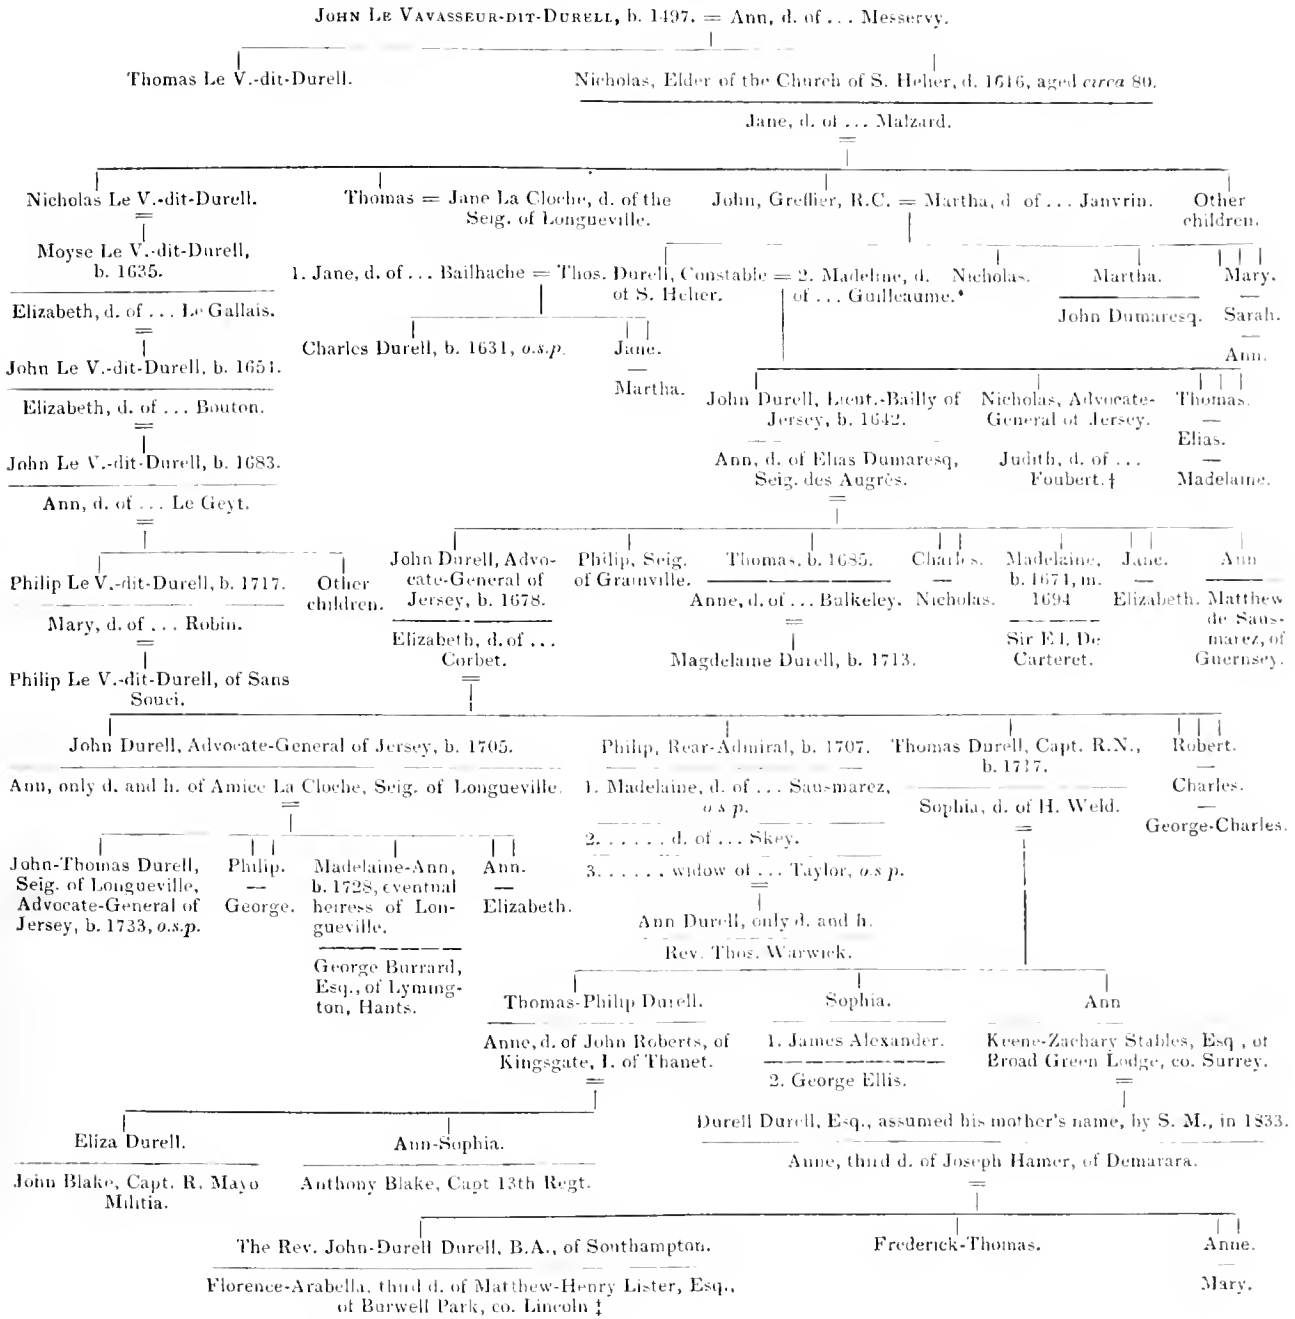 JOHN LE VAVASSEUR-DIT-DURELL, b. 1497. = Ann, d. of ... Messervy.
Thomas Le V.-dit-Durell.
Nicholas, Elder of the Church of S. Helier, d. 1616, aged circa 80.
Jane, d. of ... Malzard.
Nicholas Le V.-dit-Durell.
Thomas = Jane La Cloche, d. of the
Seig. of Longueville.
John, Greffier, R.C. = Martha, d of ... Janvrin.
Other
children.
Moyse Le V.-dit-Durell,
b. 1635.
Elizabeth, d. of ... Le Gallais.
John Le V.-dit-Durell, b. 1651.
Elizabeth, d. of ... Bouton.
John Le V.-dit-Durell, b. 1683.
Ann, d. of ... Le Geyt.
1. Jane, d. of ... Bailhache = Thos. Durell, Constable = 2. Madeline, d.
of S. Helier.
of ... Guilleaume.*
Nicholas.
Martha.
John Dumaresq.
Mary.
Sarah.
Ann.
Charles Durell, b. 1631, o.s.p.
Jane.
Martha.
John Durell, Lieut.-Bailly of
Jersey, b. 1642.
Ann, d. of Elias Dumaresq,
Seig. des Augrès.
Nicholas, Advocate-
General of Jersey.
Judith, d. of ...
Foubert.†
Thomas.
Elias.
Madelaine.
Philip Le V.-dit-Durell, b. 1717.
Mary, d. of ... Robin.
Other
children.
Philip Le V.-dit-Durell, of Sans
Souci.
John Durell, Advo-
cate-General of
Jersey, b. 1678.
Elizabeth, d. of ...
Corbet.
Philip, Seig.
of Grainville.
Thomas, b. 1685.
Anne, d. of ... Bulkeley.
Magdelaine Durell, b. 1713.
Charles.
Nicholas.
Madelaine,
b. 1671, m.
1694
Sir Ed. De
Carteret.
Jane.
Elizabeth.
Ann
Matthew
de Saus-
marez, of
Guernsey.
John Durell, Advocate-General of Jersey, b. 1705.
Ann, only d. and h. of Amice La Cloche, Seig. of Longueville.
Philip, Rear-Admiral, b. 1707.
1. Madelaine, d. of ... Sausmarez,
o s p.
2. ...... d. of ... Skey.
3. ...... widow of ... Taylor, o.s p.
Ann Durell, only d. and h.
Rev. Thos. Warwick.
Thomas Durell, Capt. R.N.,
b. 1717.
Sophia, d. of H. Weld.
Robert.
Charles.
George-Charles.
John-Thomas Durell,
Seig. of Longueville,
Advocate-General of
Jersey, b. 1733, o.s.p.
Philip.
George.
Madelaine-Ann,
b. 1728, eventual
heiress of Lon-
gueville.
George Burrard,
Esq., of Lyming-
ton, Hants.
Ann.
Elizabeth.
Thomas-Philip Durell.
Anne, d. of John Roberts, of
Kingsgate, I. of Thanet.
Sophia.
1. James Alexander.
2. George Ellis.
Ann
Keene-Zachary Stables, Esq , of
Broad Green Lodge, co. Surrey.
Eliza Durell.
John Blake, Capt. R. Mayo
Militia.
Ann-Sophia.
Anthony Blake, Capt 13th Regt.
Durell Durell, Esq., assumed his mother's name, by S. M., in 1833.
Anne, third d. of Joseph Hamer, of Demarara.
The Rev. John-Durell Durell, B.A., of Southampton.
Florence-Arabella, third d. of Matthew-Henry Lister, Esq.,
of Burwell Park, co. Lincoln ‡
Frederick-Thomas.
Anne.
Mary.